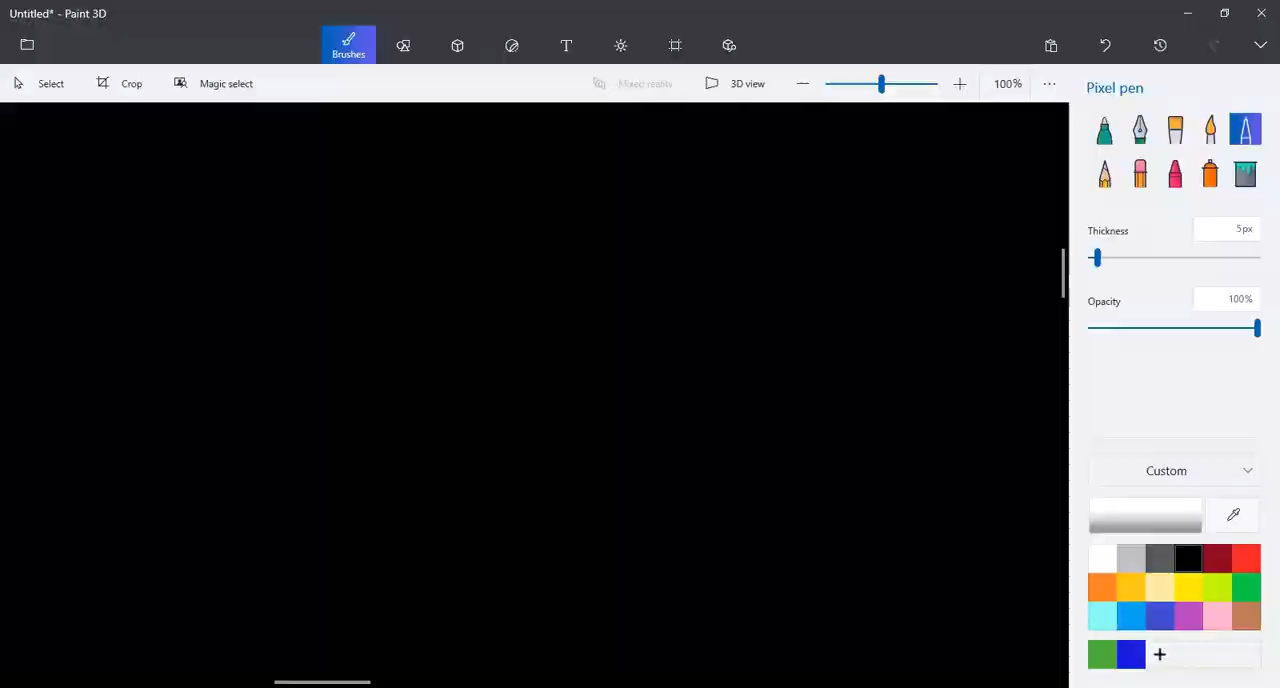 Untitled* - Paint 3D
Brushes
Select
Crop
Magic select
Mixed reality
3D view
100%
Pixel pen
Thickness
5px
Opacity
100%
Custom